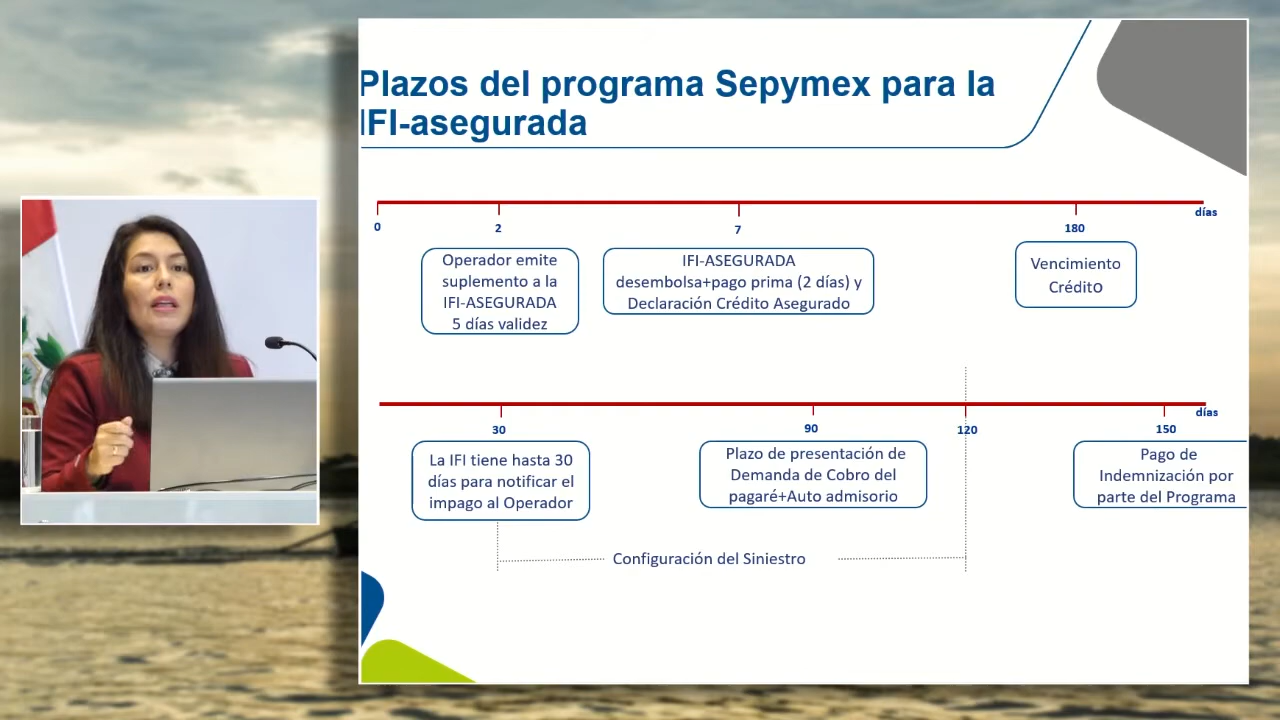 Plazos del programa Sepymex para la
IFI-asegurada
días
0
2
7
180
Operador emite
suplemento a la
IFI-ASEGURADA
5 días validez
IFI-ASEGURADA
desembolsa+pago prima (2 días) y
Declaración Crédito Asegurado
Vencimiento
Crédito
días
30
90
120
150
La IFI tiene hasta 30
días para notificar el
impago al Operador
Plazo de presentación de
Demanda de Cobro del
pagaré+Auto admisorio
Pago de
Indemnización por
parte del Programa
Configuración del Siniestro